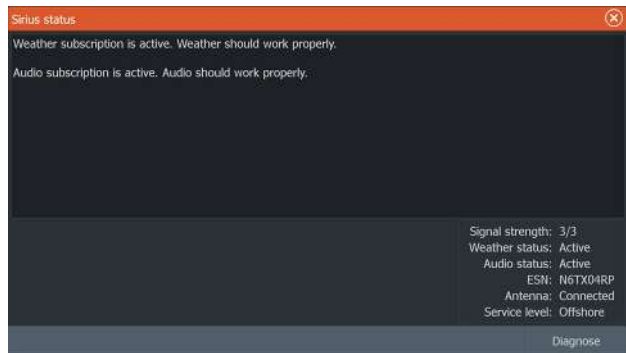 Sirius status
Weather subscription is active. Weather should work properly.
Audio subscription is active. Audio should work properly.
Signal strength: 3/3
Weather status: Active
Audio status: Active
ESN: N6TX04RP
Antenna: Connected
Service level: Offshore
Diagnose